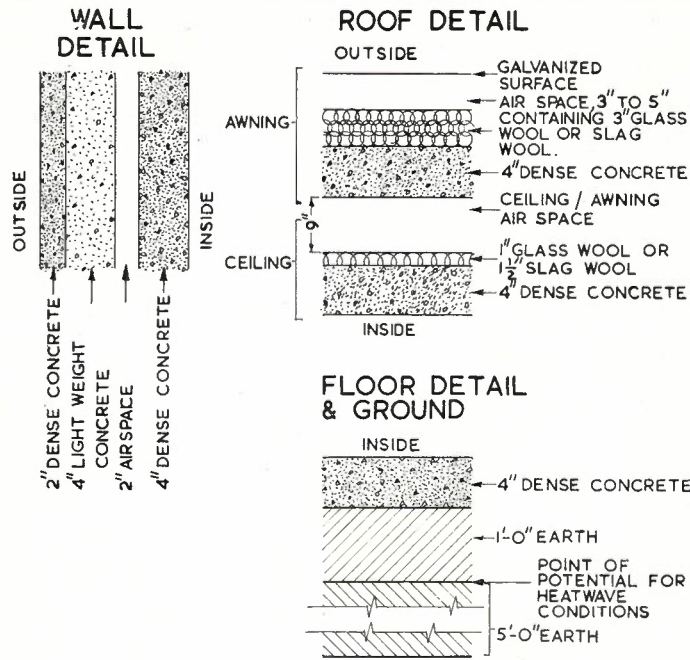 WALL
DETAIL
OUTSIDE
INSIDE
2" DENSE CONCRETE
4" LIGHT WEIGHT
CONCRETE
2" AIRSPACE
4" DENSE CONCRETE
ROOF DETAIL
OUTSIDE
AWNING
CEILING
9"
GALVANIZED
SURFACE
AIR SPACE, 3" TO 5"
CONTAINING 3" GLASS
WOOL OR SLAG
WOOL.
4" DENSE CONCRETE
CEILING / AWNING
AIR SPACE
1" GLASS WOOL OR
1½" SLAG WOOL
4" DENSE CONCRETE
INSIDE
FLOOR DETAIL
& GROUND
INSIDE
4" DENSE CONCRETE
1'-0" EARTH
POINT OF
POTENTIAL FOR
HEATWAVE
CONDITIONS
5'-0" EARTH